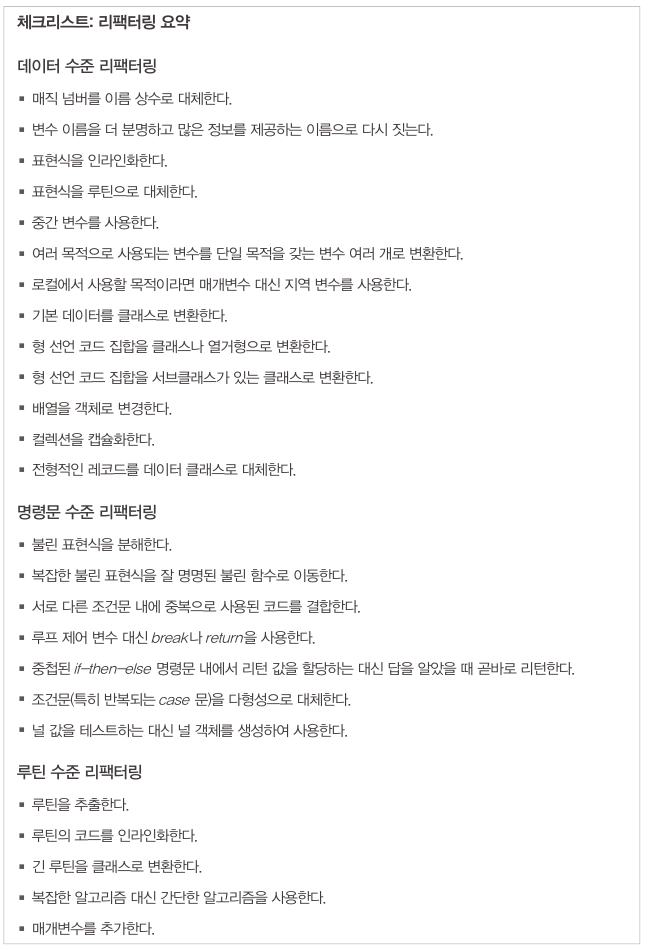 체크리스트: 리팩터링 요약
데이터 수준 리팩터링
▪ 매직 넘버를 이름 상수로 대체한다.
▪ 변수 이름을 더 분명하고 많은 정보를 제공하는 이름으로 다시 짓는다.
▪ 표현식을 인라인화한다.
▪ 표현식을 루틴으로 대체한다.
▪ 중간 변수를 사용한다.
▪ 여러 목적으로 사용되는 변수를 단일 목적을 갖는 변수 여러 개로 변환한다.
▪ 로컬에서 사용할 목적이라면 매개변수 대신 지역 변수를 사용한다.
▪ 기본 데이터를 클래스로 변환한다.
▪ 형 선언 코드 집합을 클래스나 열거형으로 변환한다.
▪ 형 선언 코드 집합을 서브클래스가 있는 클래스로 변환한다.
▪ 배열을 객체로 변경한다.
▪ 컬렉션을 캡슐화한다.
▪ 전형적인 레코드를 데이터 클래스로 대체한다.
명령문 수준 리팩터링
▪ 불린 표현식을 분해한다.
▪ 복잡한 불린 표현식을 잘 명명된 불린 함수로 이동한다.
▪ 서로 다른 조건문 내에 중복으로 사용된 코드를 결합한다.
▪ 루프 제어 변수 대신 break나 return을 사용한다.
▪ 중첩된 if-then-else 명령문 내에서 리턴 값을 할당하는 대신 답을 알았을 때 곧바로 리턴한다.
▪ 조건문(특히 반복되는 case 문)을 다형성으로 대체한다.
▪ 널 값을 테스트하는 대신 널 객체를 생성하여 사용한다.
루틴 수준 리팩터링
▪ 루틴을 추출한다.
▪ 루틴의 코드를 인라인화한다.
▪ 긴 루틴을 클래스로 변환한다.
▪ 복잡한 알고리즘 대신 간단한 알고리즘을 사용한다.
▪ 매개변수를 추가한다.